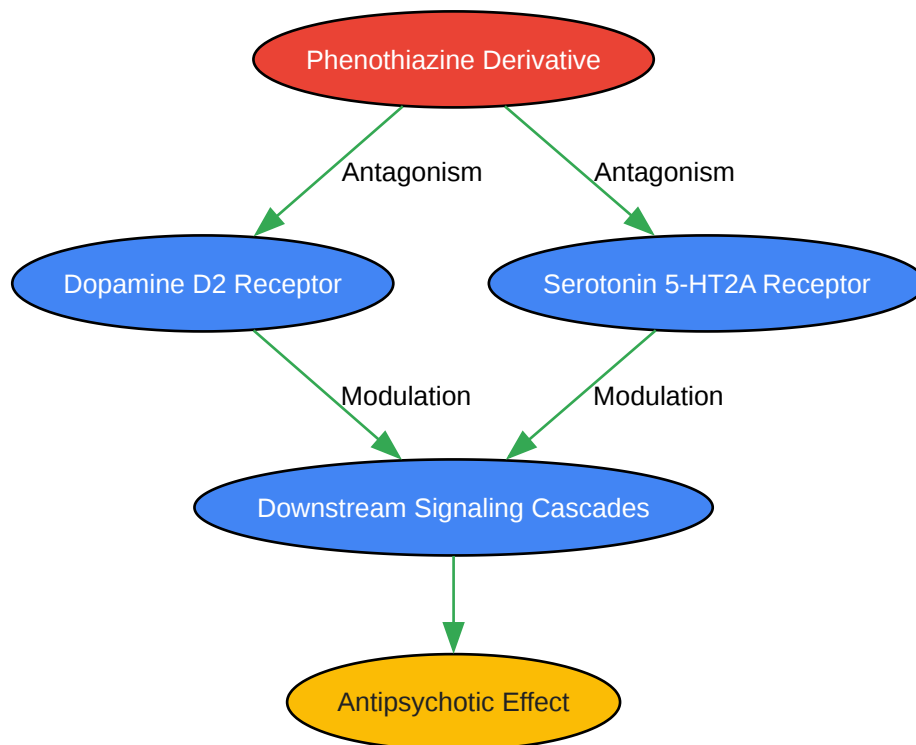 Phenothiazine Derivative
Antagonism
Antagonism
Dopamine D2 Receptor
Serotonin 5-HT2A Receptor
Modulation
Modulation
Downstream Signaling Cascades
Antipsychotic Effect